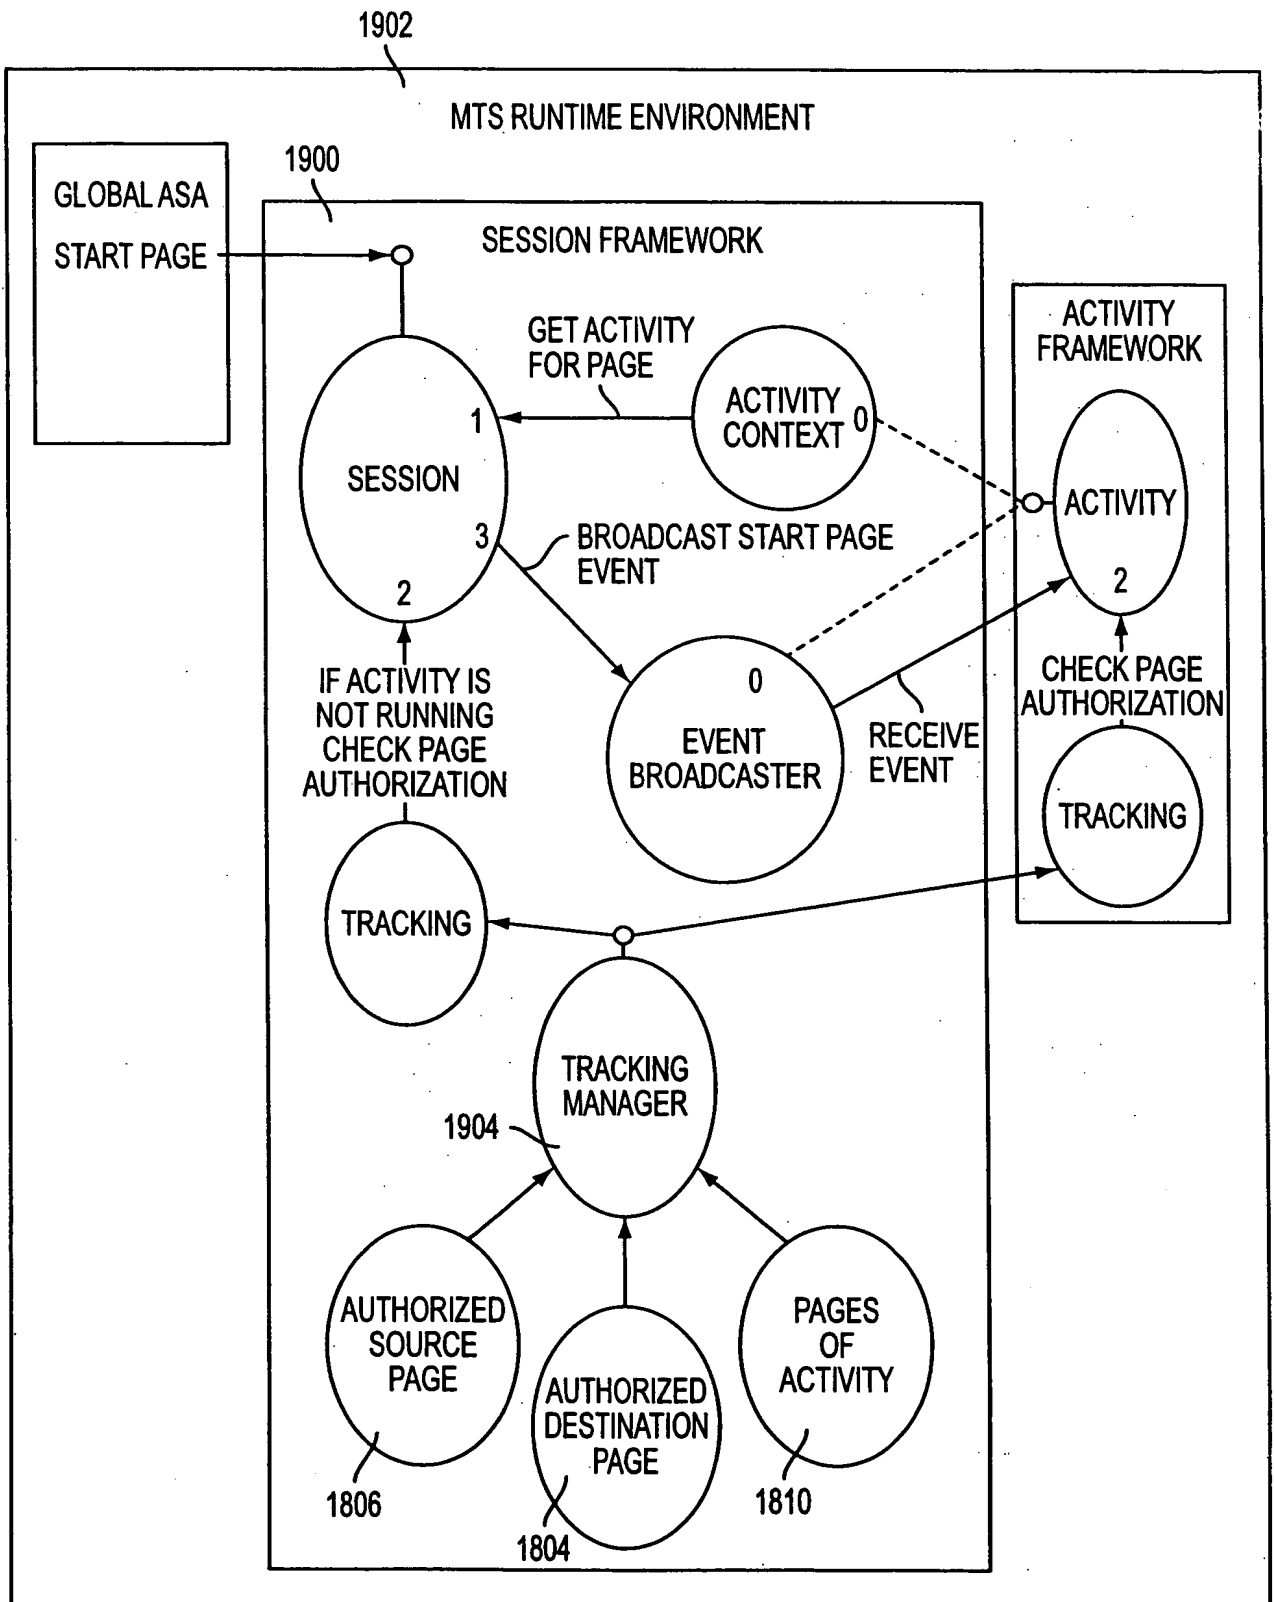 1902
MTS RUNTIME ENVIRONMENT
GLOBAL ASA
START PAGE
1900
SESSION FRAMEWORK
GET ACTIVITY
FOR PAGE
ACTIVITY
CONTEXT
0
ACTIVITY
FRAMEWORK
1
SESSION
3
2
BROADCAST START PAGE
EVENT
ACTIVITY
2
IF ACTIVITY IS
NOT RUNNING
CHECK PAGE
AUTHORIZATION
0
EVENT
BROADCASTER
RECEIVE
EVENT
CHECK PAGE
AUTHORIZATION
TRACKING
TRACKING
TRACKING
MANAGER
1904
AUTHORIZED
SOURCE
PAGE
1806
AUTHORIZED
DESTINATION
PAGE
1804
PAGES
OF
ACTIVITY
1810